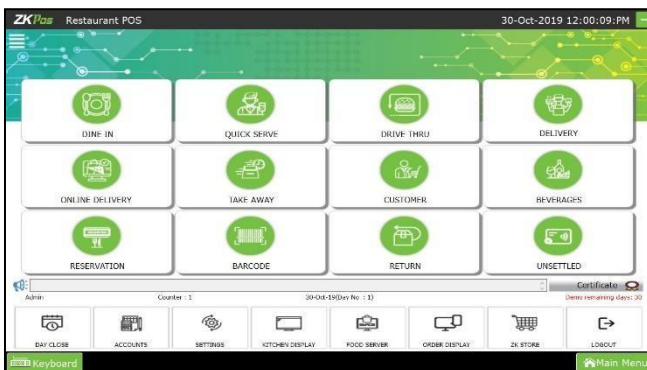 ZKPos Restaurant POS 30-Oct-2019 12:00:09:PM
DINE IN QUICK SERVE DRIVE THRU DELIVERY
ONLINE DELIVERY TAKE AWAY CUSTOMER BEVERAGES
RESERVATION BARCODE RETURN UNSETTLED
Certificate
Admin Counter : 1 30-Oct-19(Day No : 1) Demo remaining days: 30
DAY CLOSE ACCOUNTS SETTINGS KITCHEN DISPLAY FOOD SERVER ORDER DISPLAY ZK STORE LOGOUT
Keyboard Main Menu